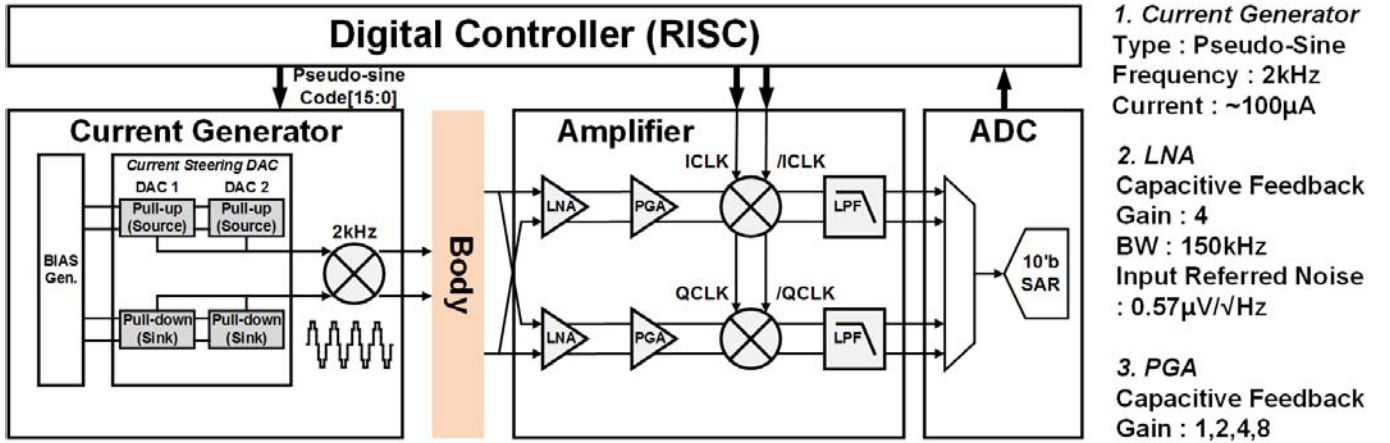 Digital Controller (RISC)
Pseudo-sine
Code[15:0]
Current Generator
Current Steering DAC
DAC 1
DAC 2
Pull-up
(Source)
Pull-up
(Source)
BIAS
Gen.
Pull-down
(Sink)
Pull-down
(Sink)
2kHz
Body
Amplifier
ICLK
/ICLK
LNA
PGA
LPF
QCLK
/QCLK
LNA
PGA
LPF
ADC
10'b
SAR
1. Current Generator
Type : Pseudo-Sine
Frequency : 2kHz
Current : ~100μA
2. LNA
Capacitive Feedback
Gain : 4
BW : 150kHz
Input Referred Noise
: 0.57μV/√Hz
3. PGA
Capacitive Feedback
Gain : 1,2,4,8